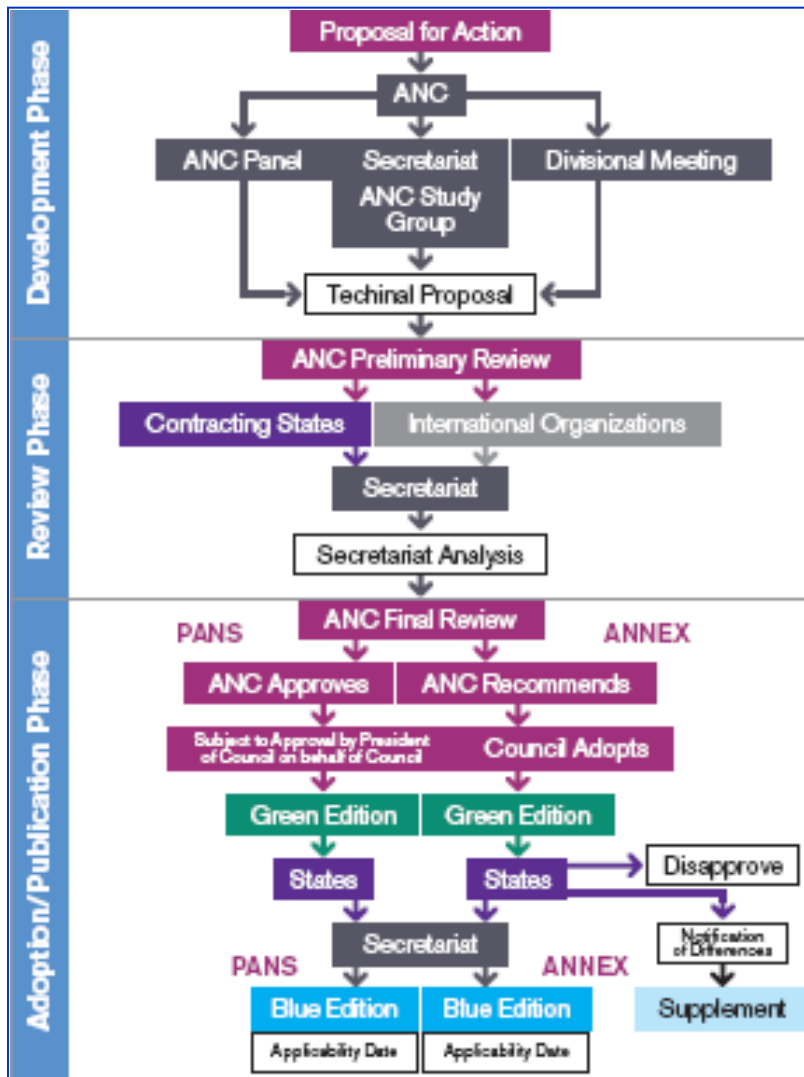 Development Phase
Proposal for Action
ANC
ANC Panel
Secretariat
ANC Study
Group
Divisional Meeting
Techinal Proposal
Review Phase
ANC Preliminary Review
Contracting States
International Organizations
Secretariat
Secretariat Analysis
Adoption/Publication Phase
PANS
ANC Final Review
ANNEX
ANC Approves
ANC Recommends
Subject to Approval by President
of Council on behalf of Council
Council Adopts
Green Edition
Green Edition
States
States
Disapprove
Secretariat
Notification
of Differences
PANS
ANNEX
Blue Edition
Blue Edition
Supplement
Applicability Date
Applicability Date